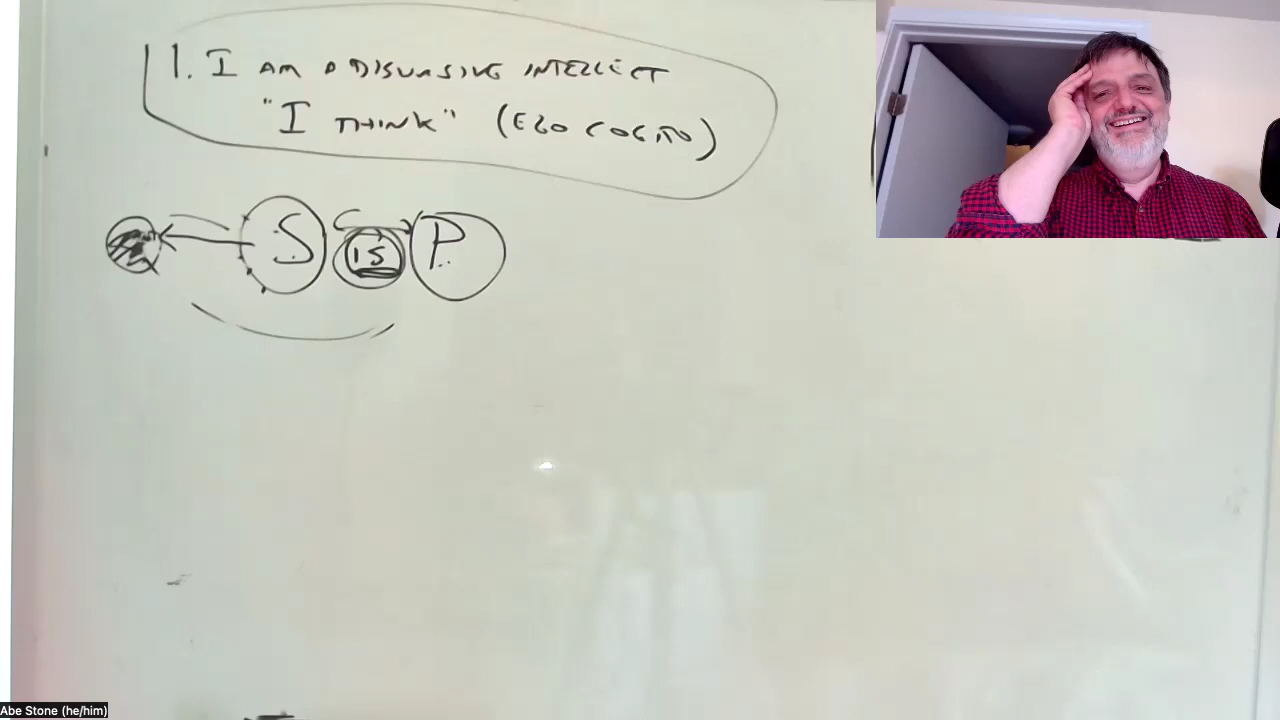 1. I AM A DISCURSIVE INTELLECT
"I THINK" (EGO COGITO)
S is P
Abe Stone (he/him)